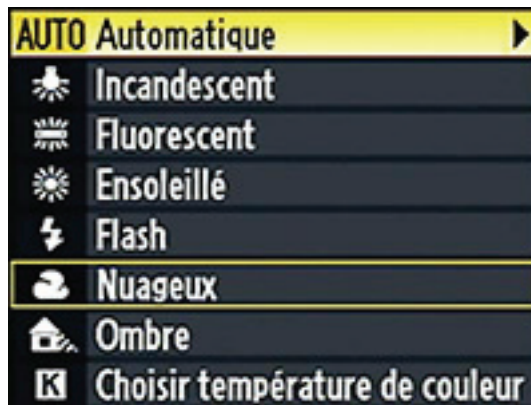 AUTO Automatique
Incandescent
Fluorescent
Ensoleillé
Flash
Nuageux
Ombre
K Choisir température de couleur